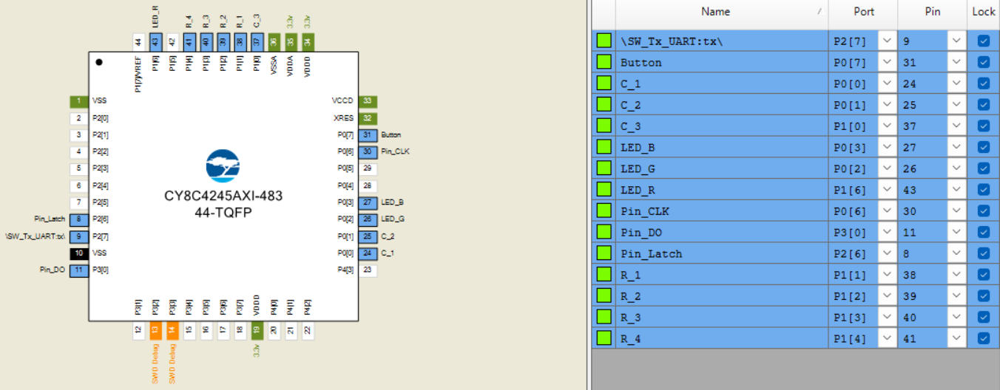 LED_R
R_4
R_3
R_2
R_1
C_3
3.3v
3.3v
44
43
42
41
40
39
38
37
36
35
34
P1[7]/VREF
P1[6]
P1[5]
P1[4]
P1[3]
P1[2]
P1[1]
P1[0]
VSSA
VDDA
VDDD
1 VSS
2 P2[0]
3 P2[1]
4 P2[2]
5 P2[3]
6 P2[4]
7 P2[5]
Pin_Latch 8 P2[6]
\SW_Tx_UART:tx\ 9 P2[7]
10 VSS
Pin_DO 11 P3[0]
CY8C4245AXI-483
44-TQFP
VCCD 33
XRES 32
P0[7] 31 Button
P0[6] 30 Pin_CLK
P0[5] 29
P0[4] 28
P0[3] 27 LED_B
P0[2] 26 LED_G
P0[1] 25 C_2
P0[0] 24 C_1
P4[3] 23
P3[1]
P3[2]
P3[3]
P3[4]
P3[5]
P3[6]
P3[7]
VDDD
P4[0]
P4[1]
P4[2]
12
13
14
15
16
17
18
19
20
21
22
SWD Debug
SWD Debug
3.3v
Name / Port Pin Lock
\SW_Tx_UART:tx\ P2[7] 9
Button P0[7] 31
C_1 P0[0] 24
C_2 P0[1] 25
C_3 P1[0] 37
LED_B P0[3] 27
LED_G P0[2] 26
LED_R P1[6] 43
Pin_CLK P0[6] 30
Pin_DO P3[0] 11
Pin_Latch P2[6] 8
R_1 P1[1] 38
R_2 P1[2] 39
R_3 P1[3] 40
R_4 P1[4] 41